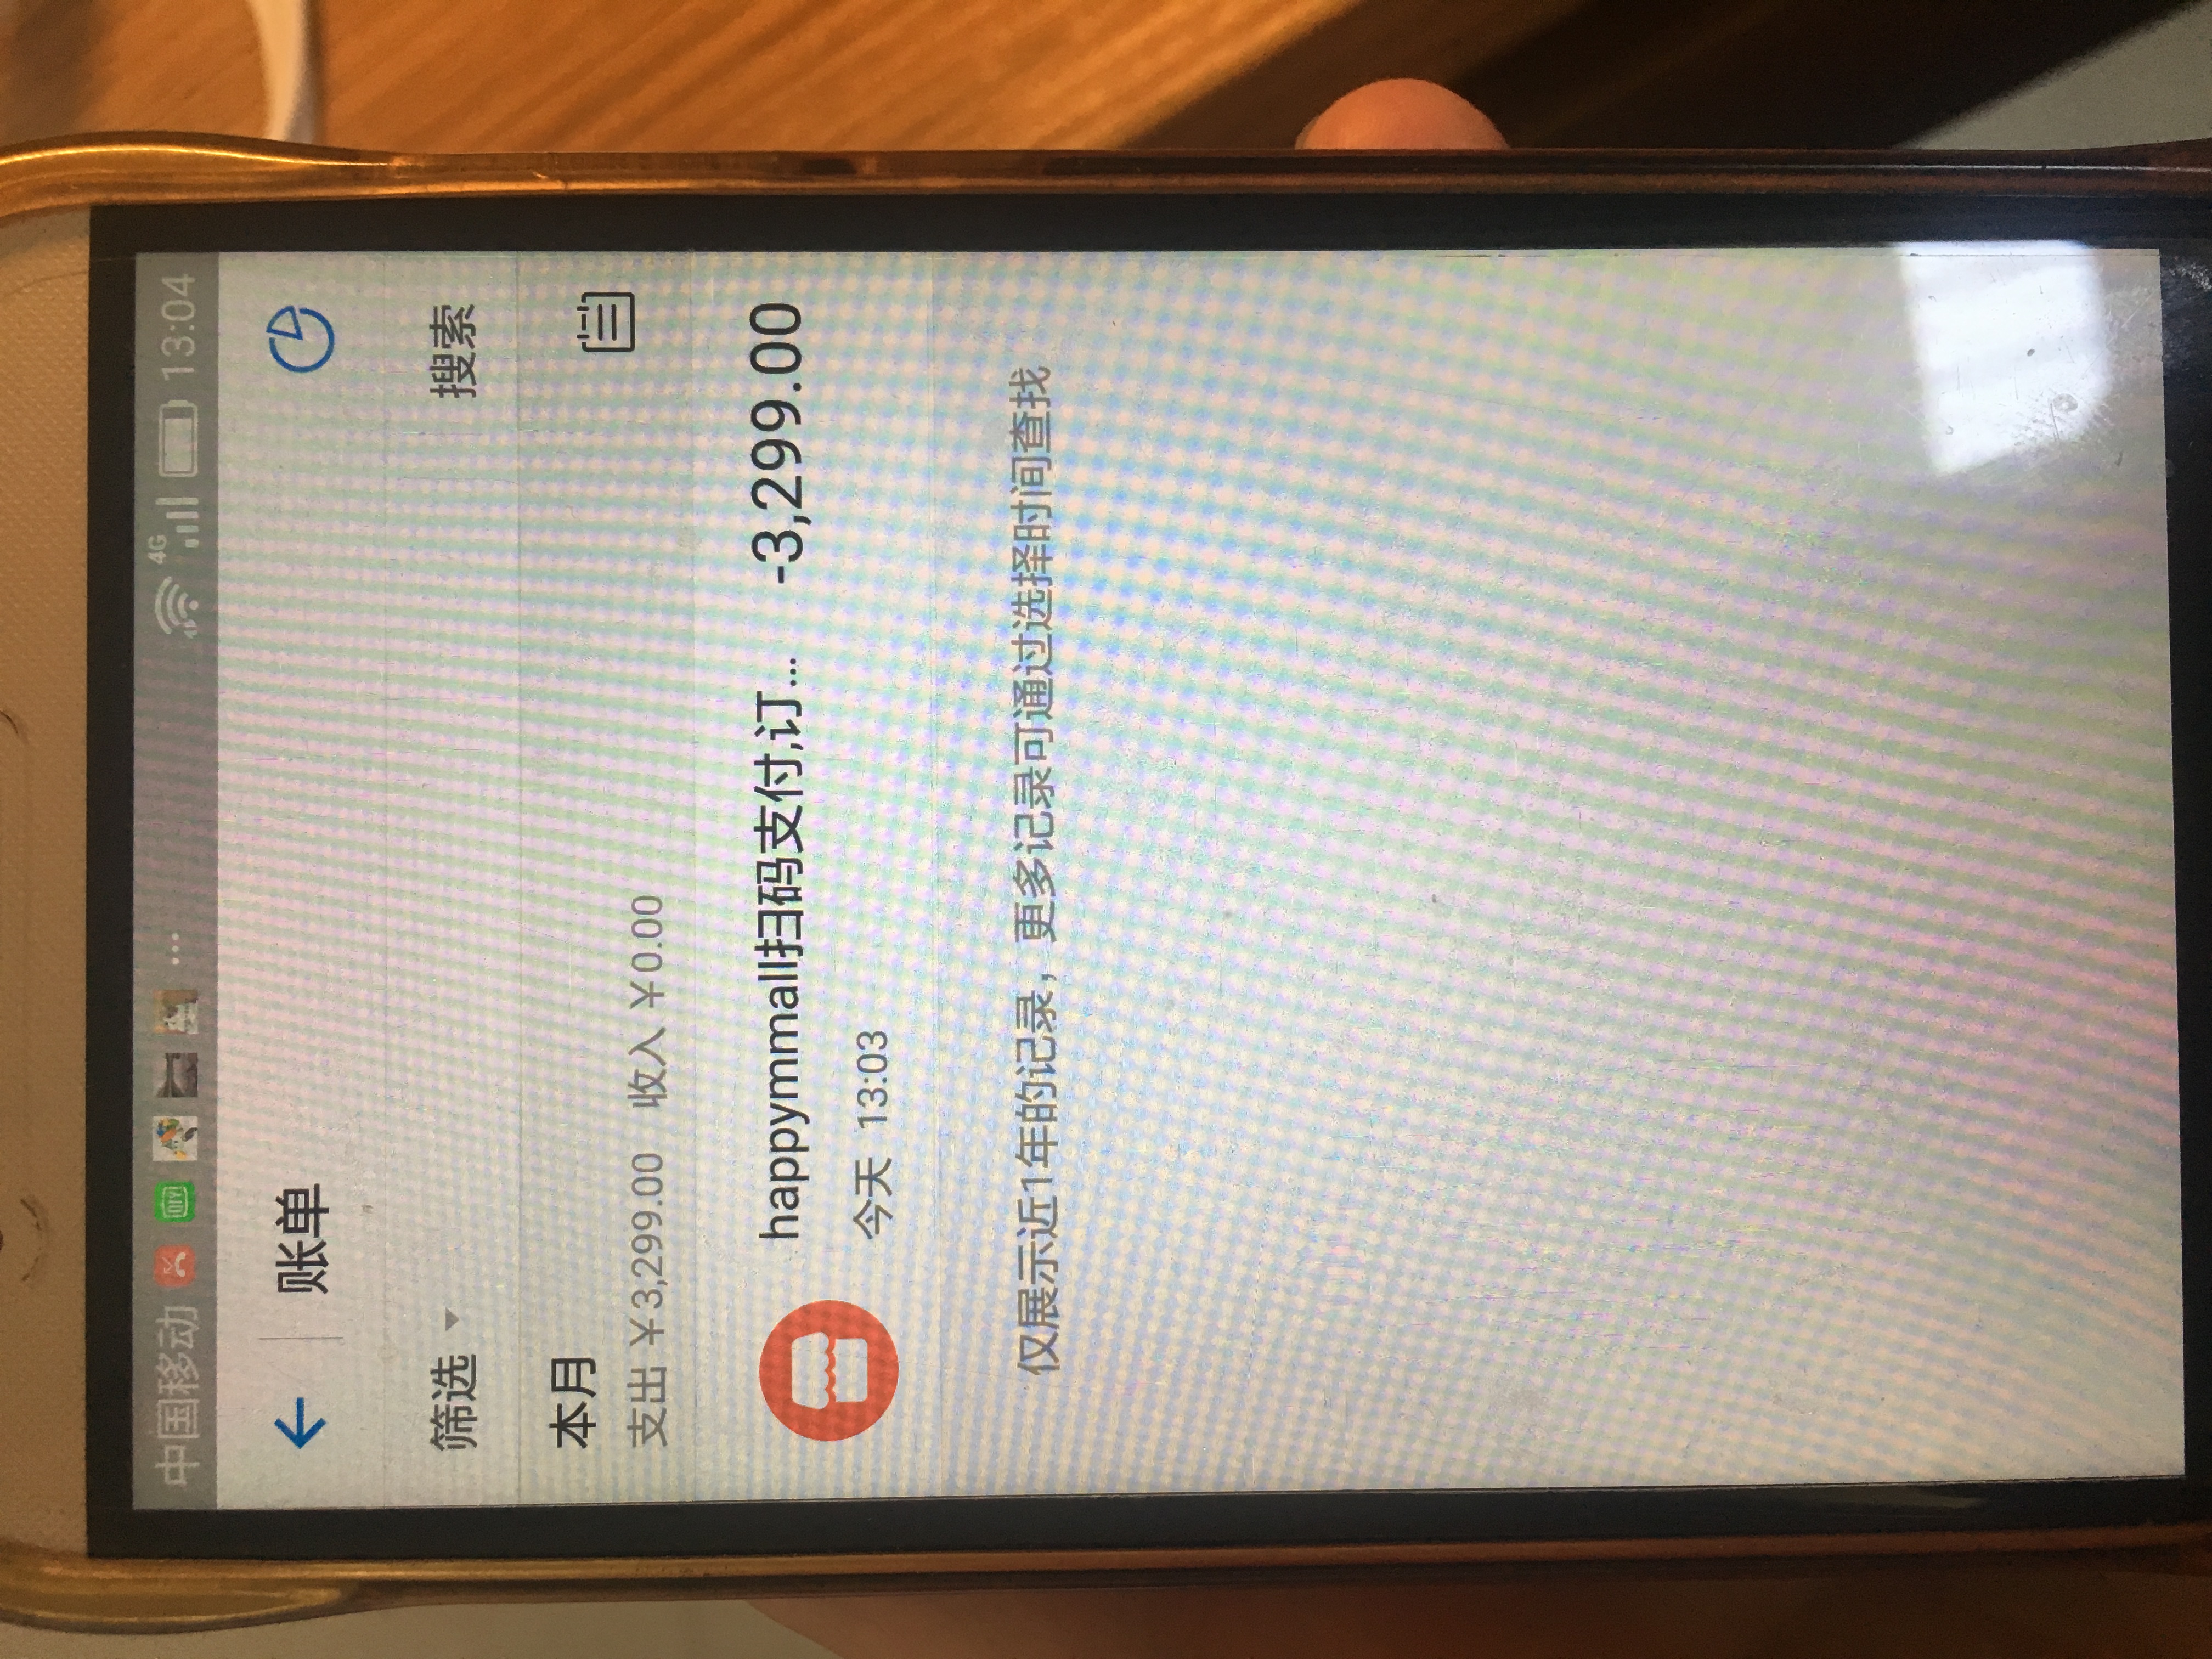 中国移动 QIYI 4G 13:04
账单
筛选 搜索
本月
支出 ￥3,299.00 收入 ￥0.00
happymmall扫码支付,订... -3,299.00
今天 13:03
仅展示近1年的记录，更多记录可通过选择时间查找